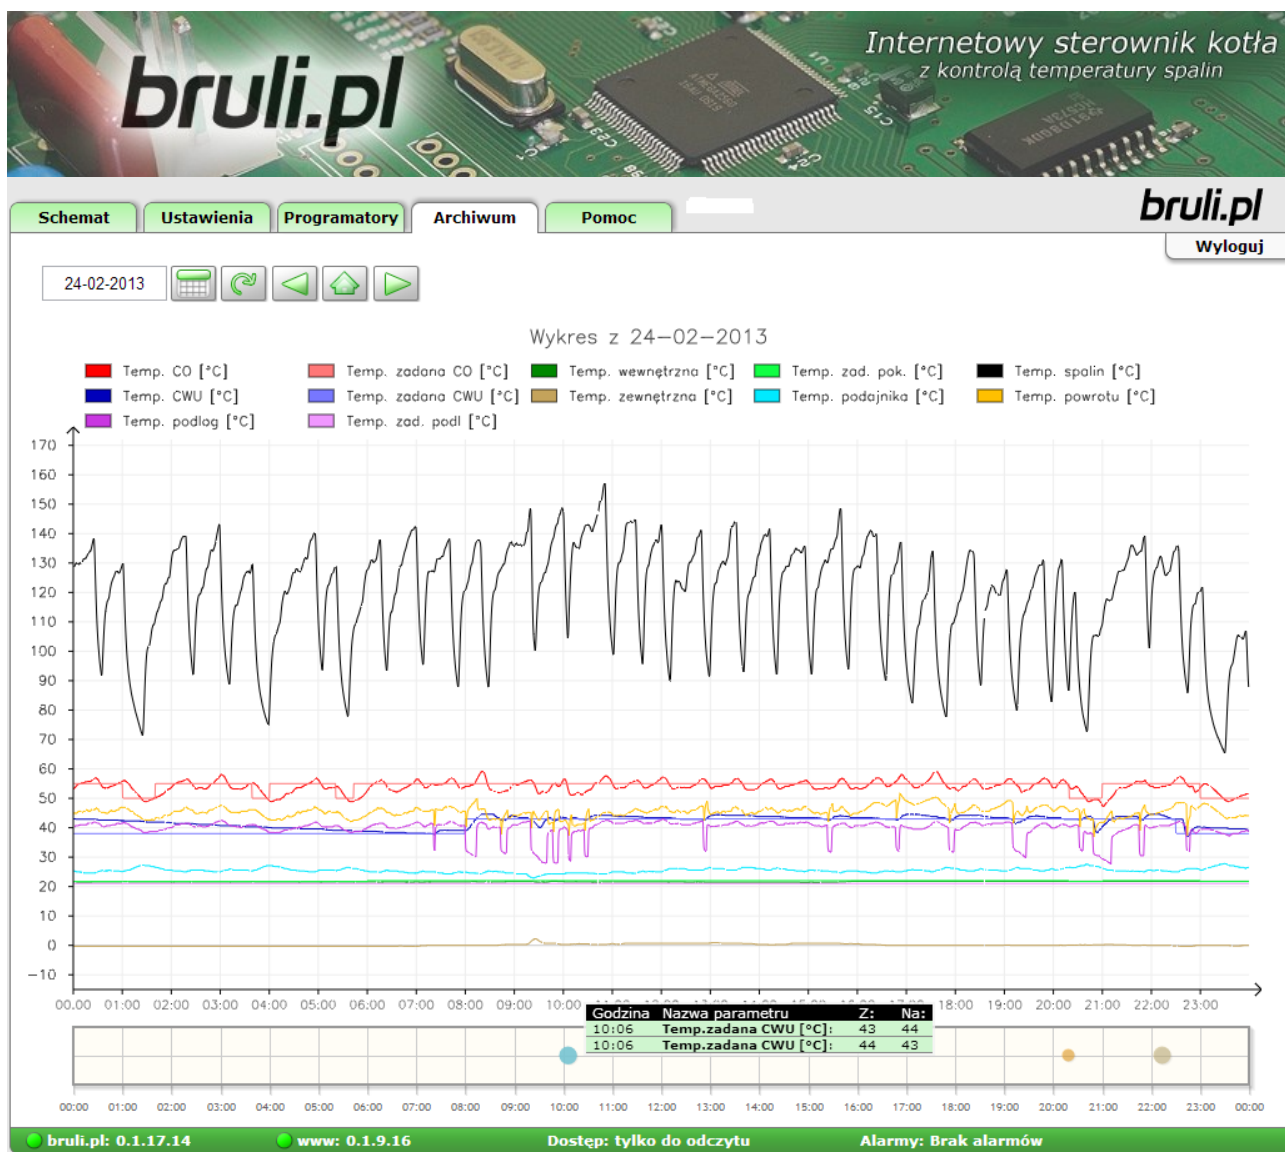 bruli.pl
Internetowy sterownik kotła
z kontrolą temperatury spalin
Schemat Ustawienia Programatory Archiwum Pomoc
bruli.pl
Wyloguj
24-02-2013
Wykres z 24-02-2013
Temp. CO [°C] Temp. zadana CO [°C] Temp. wewnętrzna [°C] Temp. zad. pok. [°C] Temp. spalin [°C]
Temp. CWU [°C] Temp. zadana CWU [°C] Temp. zewnętrzna [°C] Temp. podajnika [°C] Temp. powrotu [°C]
Temp. podlog [°C] Temp. zad. podl [°C]
170
160
150
140
130
120
110
100
90
80
70
60
50
40
30
20
10
0
-10
00.00 01:00 02:00 03:00 04:00 05:00 06:00 07:00 08:00 09:00 10:00 18:00 19:00 20:00 21:00 22:00 23:00
Godzina Nazwa parametru Z: Na:
10:06 Temp.zadana CWU [°C]: 43 44
10:06 Temp.zadana CWU [°C]: 44 43
00:00 01:00 02:00 03:00 04:00 05:00 06:00 07:00 08:00 09:00 10:00 11:00 12:00 13:00 14:00 15:00 16:00 17:00 18:00 19:00 20:00 21:00 22:00 23:00 00:00
bruli.pl: 0.1.17.14 www: 0.1.9.16 Dostęp: tylko do odczytu Alarmy: Brak alarmów